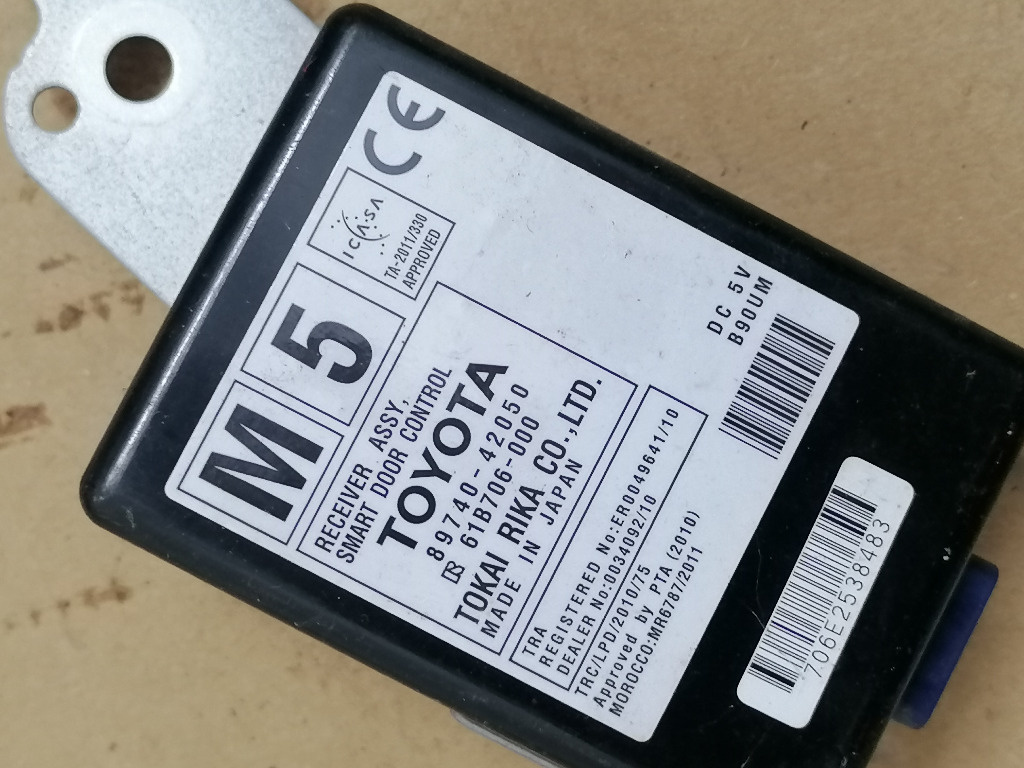 M
5
ICASA
TA-2011/330
APPROVED
CE
RECEIVER ASSY,
SMART DOOR CONTROL
TOYOTA
89740-42050
61B706-000
TOKAI RIKA CO.,LTD.
MADE IN JAPAN
TRA
REGISTERED No:ER0049641/10
DEALER No:0034092/10
TRC/LPD/2010/75
Approved by PTA (2010)
MOROCCO:MR6787/2011
DC 5V
B90UM
706E2538483